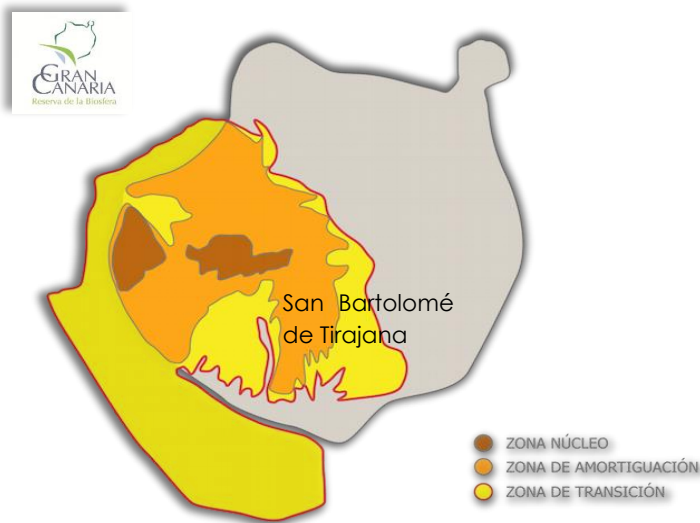 GRAN
CANARIA
Reserva de la Biosfera
San Bartolomé
de Tirajana
ZONA NÚCLEO
ZONA DE AMORTIGUACIÓN
ZONA DE TRANSICIÓN